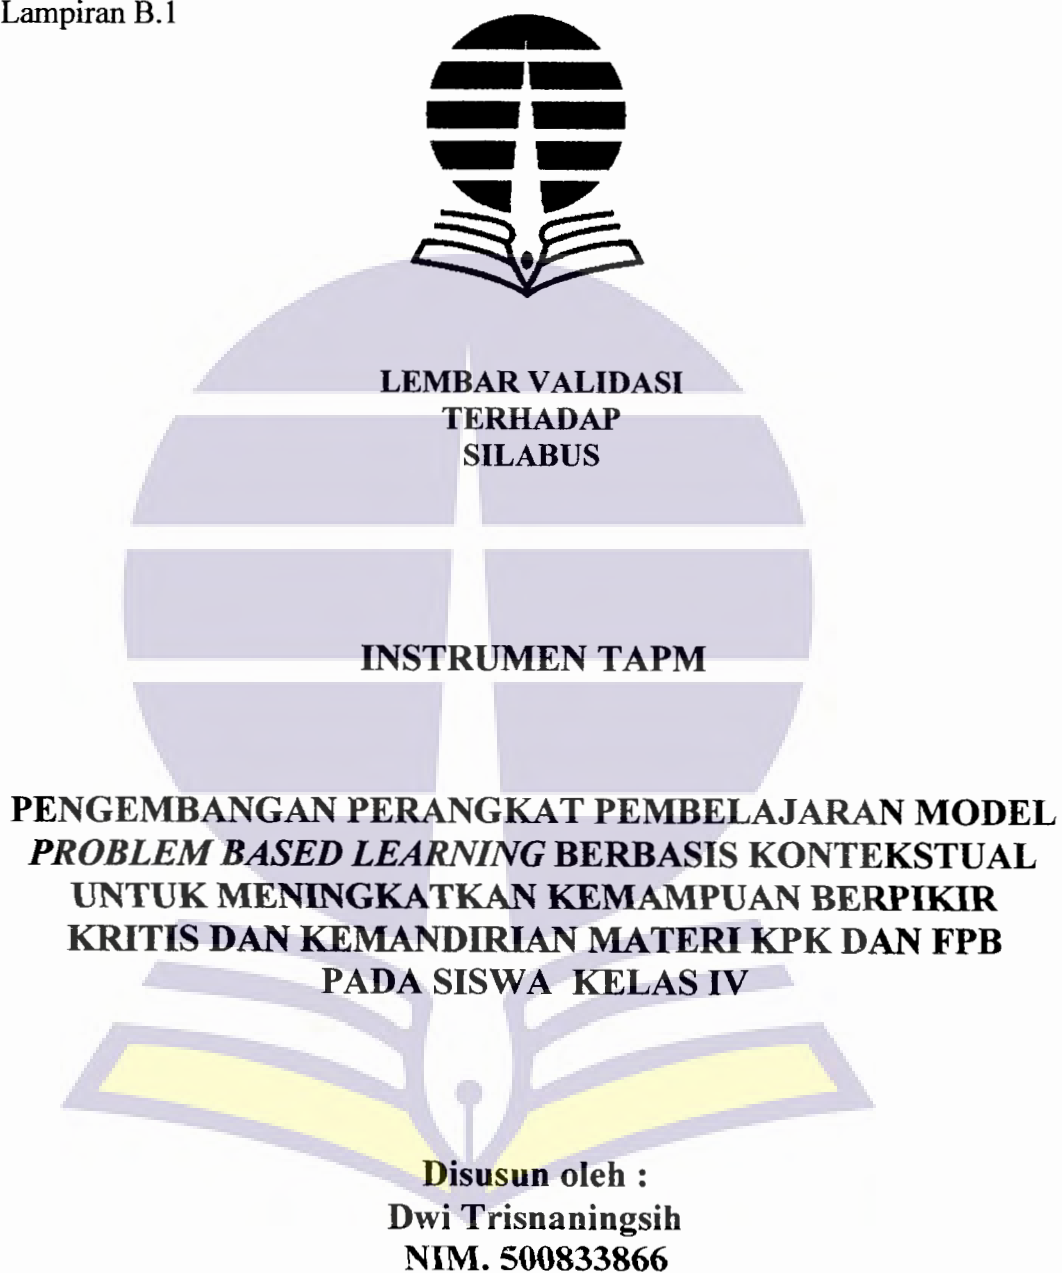 Lampiran B.1
LEMBAR VALIDASI
TERHADAP
SILABUS
INSTRUMEN TAPM
PENGEMBANGAN PERANGKAT PEMBELAJARAN MODEL
PROBLEM BASED LEARNING BERBASIS KONTEKSTUAL
UNTUK MENINGKATKAN KEMAMPUAN BERPIKIR
KRITIS DAN KEMANDIRIAN MATERI KPK DAN FPB
PADA SISWA KELAS IV
Disusun oleh :
Dwi Trisnaningsih
NIM. 500833866